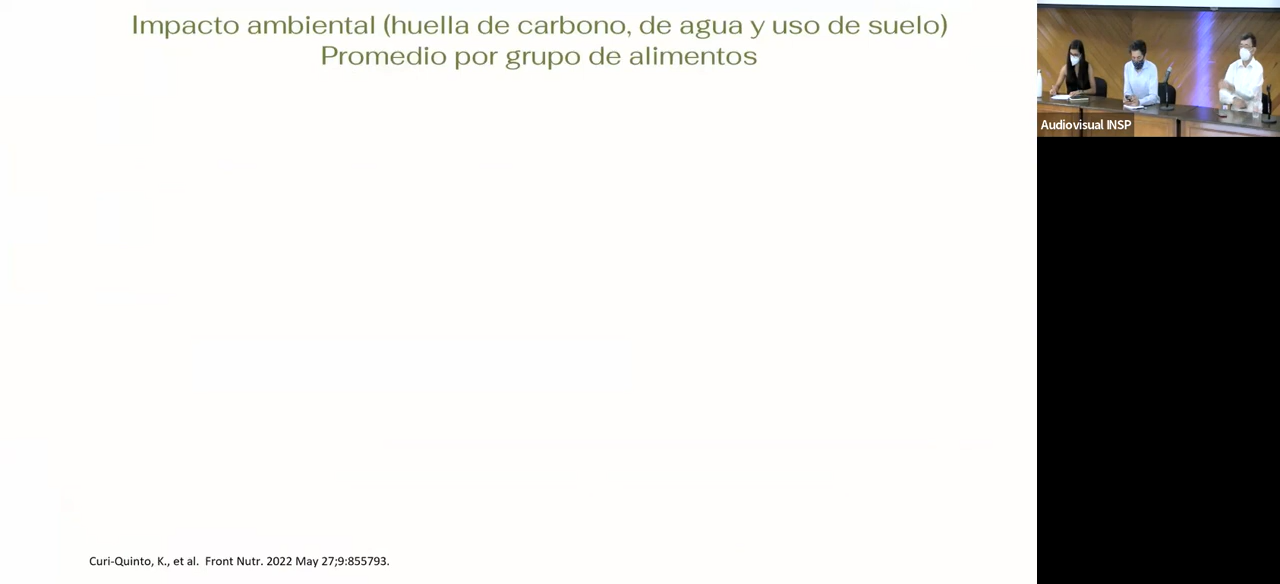 Impacto ambiental (huella de carbono, de agua y uso de suelo)
Promedio por grupo de alimentos
Audiovisual INSP
Curi-Quinto, K., et al.  Front Nutr. 2022 May 27;9:855793.